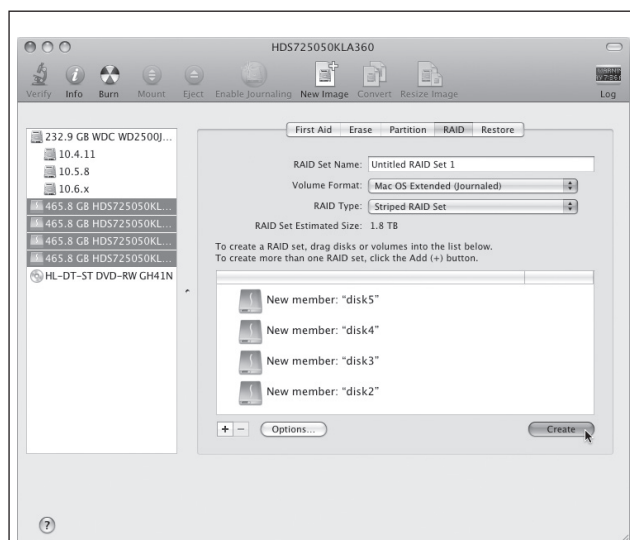 HDS725050KLA360
Verify Info Burn Mount Eject Enable Journaling New Image Convert Resize Image Log
First Aid Erase Partition RAID Restore
232.9 GB WDC WD2500J...
10.4.11
10.5.8
10.6.x
465.8 GB HDS725050KL...
465.8 GB HDS725050KL...
465.8 GB HDS725050KL...
465.8 GB HDS725050KL...
HL-DT-ST DVD-RW GH41N
RAID Set Name: Untitled RAID Set 1
Volume Format: Mac OS Extended (Journaled)
RAID Type: Striped RAID Set
RAID Set Estimated Size: 1.8 TB
To create a RAID set, drag disks or volumes into the list below.
To create more than one RAID set, click the Add (+) button.
New member: “disk5”
New member: “disk4”
New member: “disk3”
New member: “disk2”
+ − Options... Create
?